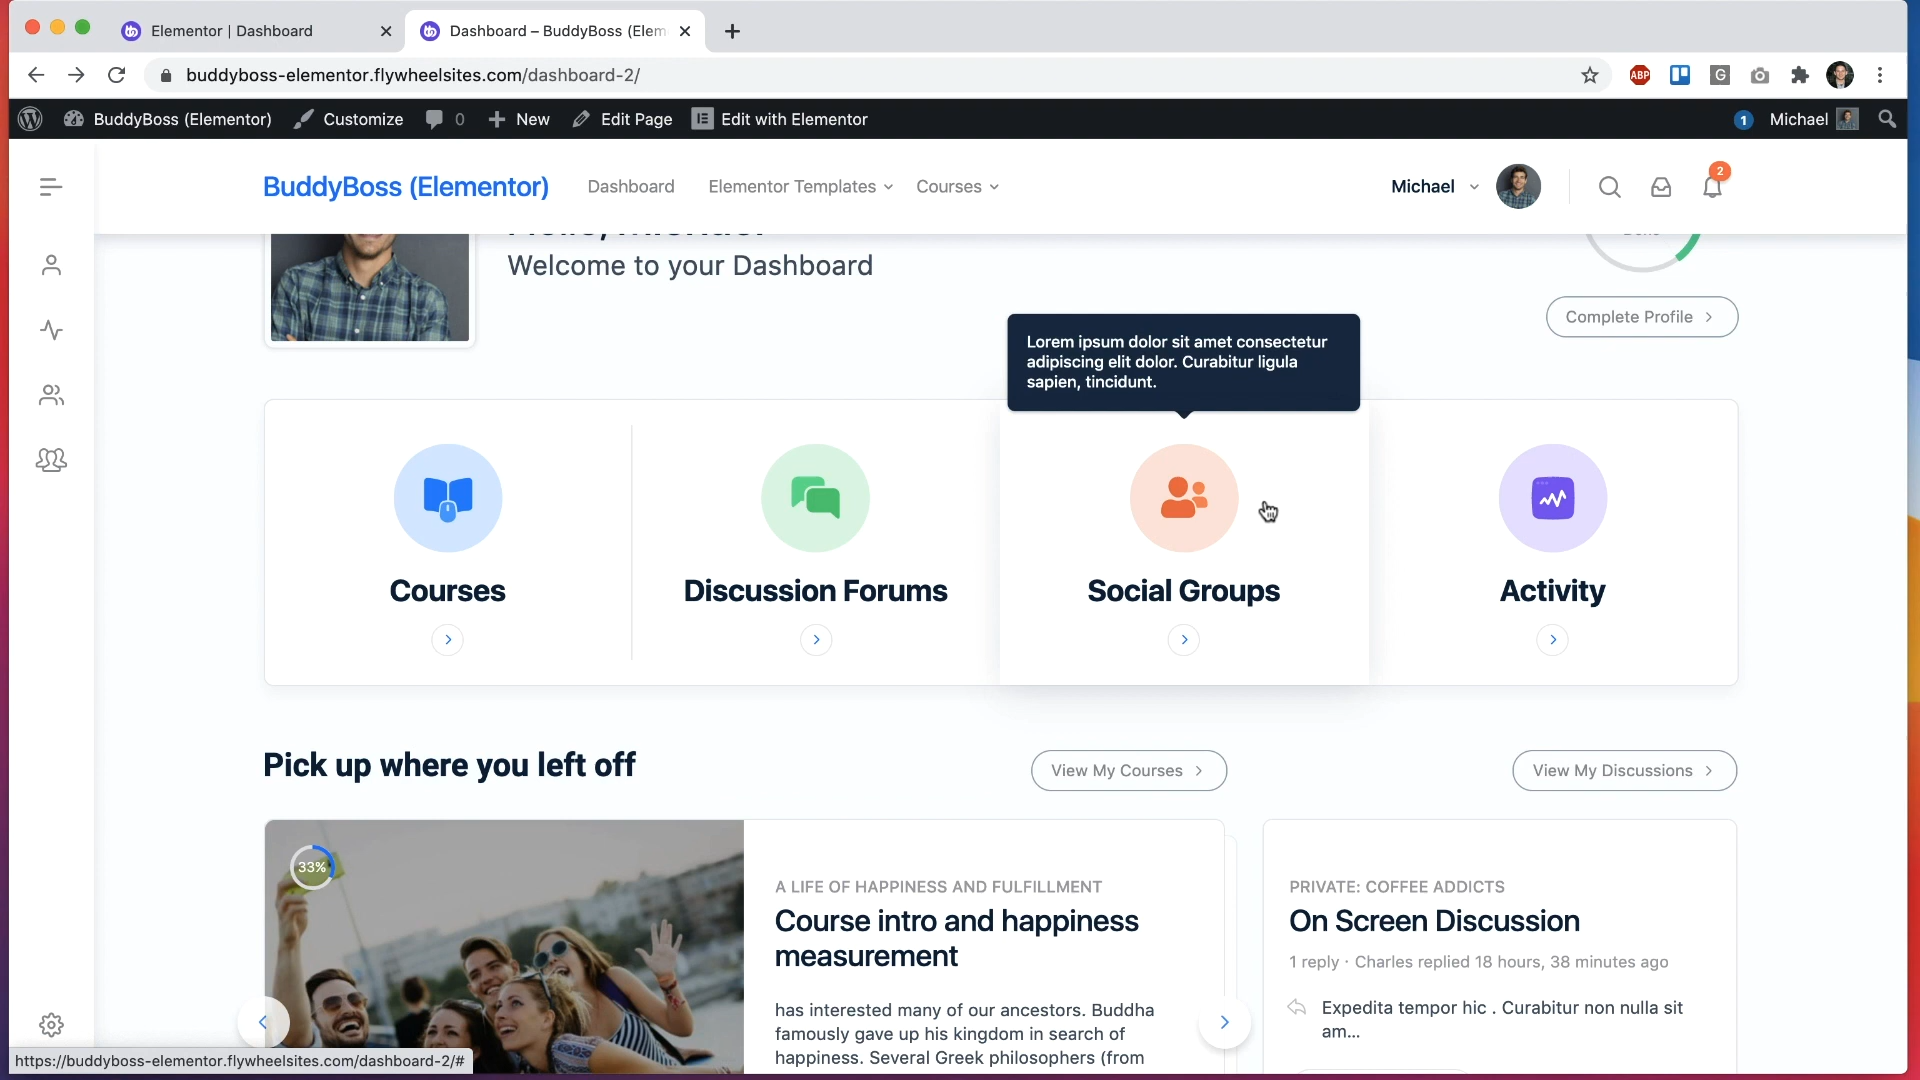 Elementor | Dashboard
Dashboard – BuddyBoss (Elem
buddyboss-elementor.flywheelsites.com/dashboard-2/
ABP
G
BuddyBoss (Elementor)
Customize
0
New
Edit Page
Edit with Elementor
1
Michael
BuddyBoss (Elementor)
Dashboard
Elementor Templates
Courses
Michael
2
Welcome to your Dashboard
Complete Profile
Lorem ipsum dolor sit amet consectetur
adipiscing elit dolor. Curabitur ligula
sapien, tincidunt.
Courses
Discussion Forums
Social Groups
Activity
Pick up where you left off
View My Courses
View My Discussions
33%
A LIFE OF HAPPINESS AND FULFILLMENT
Course intro and happiness
measurement
has interested many of our ancestors. Buddha
famously gave up his kingdom in search of
happiness. Several Greek philosophers (from
PRIVATE: COFFEE ADDICTS
On Screen Discussion
1 reply · Charles replied 18 hours, 38 minutes ago
Expedita tempor hic . Curabitur non nulla sit
am...
https://buddyboss-elementor.flywheelsites.com/dashboard-2/#